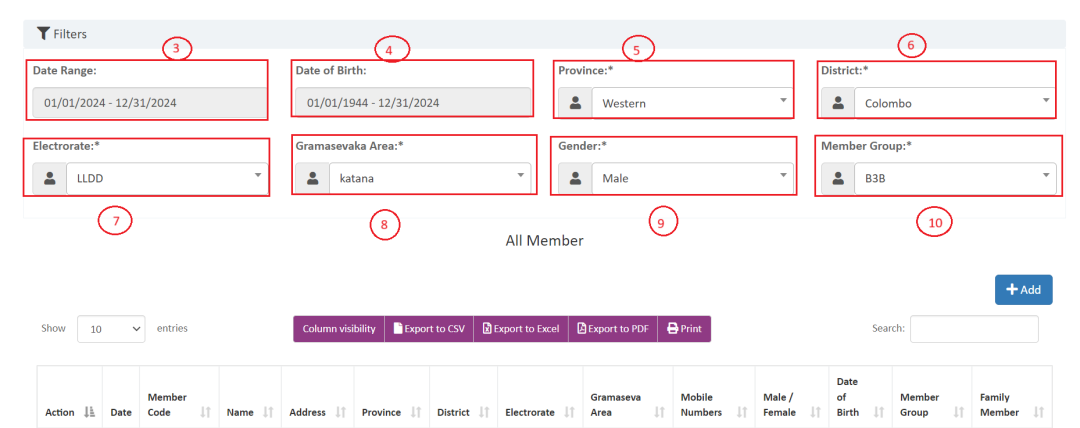 Filters
3
4
5
6
Date Range:
Date of Birth:
Province:*
District:*
01/01/2024 - 12/31/2024
01/01/1944 - 12/31/2024
Western
Colombo
Electrorate:*
Gramasevaka Area:*
Gender:*
Member Group:*
LLDD
katana
Male
B3B
7
8
9
10
All Member
+ Add
Show 10 entries
Column visibility
Export to CSV
Export to Excel
Export to PDF
Print
Search:
Action
Date
Member
Code
Name
Address
Province
District
Electrorate
Gramaseva
Area
Mobile
Numbers
Male /
Female
Date
of
Birth
Member
Group
Family
Member